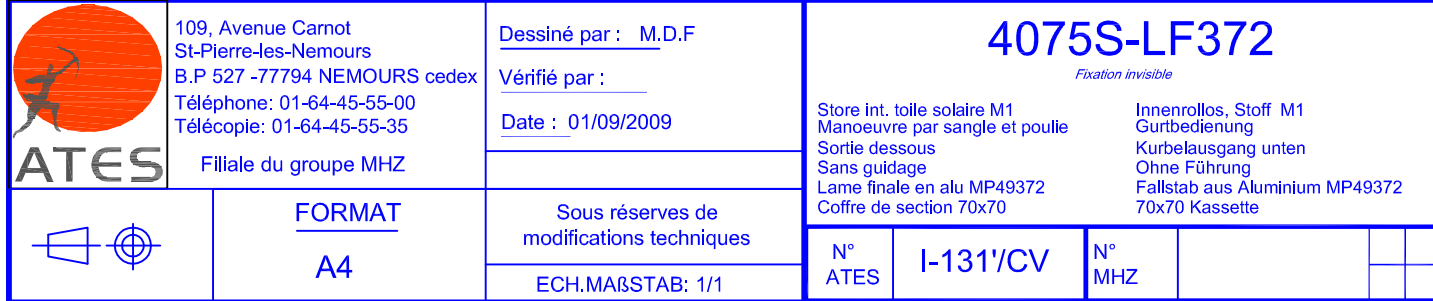 ATES
109, Avenue Carnot
St-Pierre-les-Nemours
B.P 527 -77794 NEMOURS cedex
Téléphone: 01-64-45-55-00
Télécopie: 01-64-45-55-35
Filiale du groupe MHZ
Dessiné par : M.D.F
Vérifié par :
Date : 01/09/2009
4075S-LF372
Fixation invisible
Store int. toile solaire M1
Manoeuvre par sangle et poulie
Sortie dessous
Sans guidage
Lame finale en alu MP49372
Coffre de section 70x70
Innenrollos, Stoff M1
Gurtbedienung
Kurbelausgang unten
Ohne Führung
Fallstab aus Aluminium MP49372
70x70 Kassette
FORMAT
A4
Sous réserves de
modifications techniques
ECH.MAßSTAB: 1/1
N°
ATES
I-131'/CV
N°
MHZ